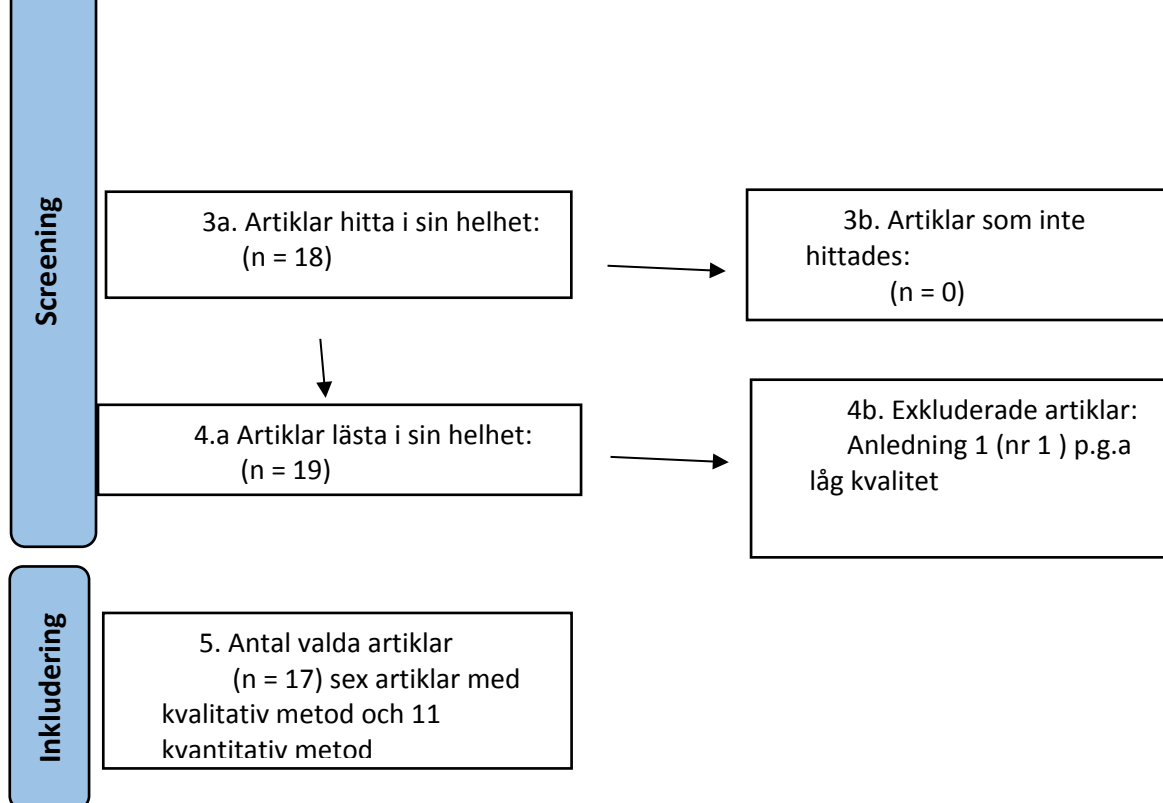 Screening
3a. Artiklar hitta i sin helhet:
(n = 18)
3b. Artiklar som inte
hittades:
(n = 0)
4.a Artiklar lästa i sin helhet:
(n = 19)
4b. Exkluderade artiklar:
Anledning 1 (nr 1 ) p.g.a
låg kvalitet
Inkludering
5. Antal valda artiklar
(n = 17) sex artiklar med
kvalitativ metod och 11
kvantitativ metod